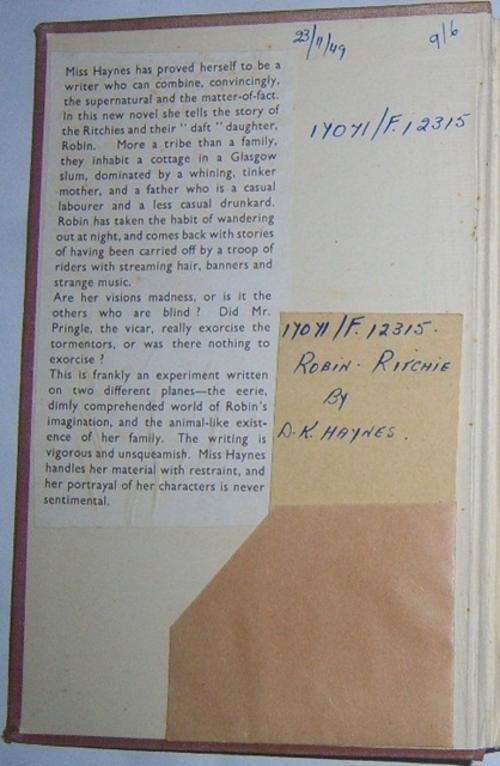 23/11/49
9/6
17071/F.12315
Miss Haynes has proved herself to be a
writer who can combine, convincingly,
the supernatural and the matter-of-fact.
In this new novel she tells the story of
the Ritchies and their " daft " daughter,
Robin. More a tribe than a family,
they inhabit a cottage in a Glasgow
slum, dominated by a whining, tinker
mother, and a father who is a casual
labourer and a less casual drunkard.
Robin has taken the habit of wandering
out at night, and comes back with stories
of having been carried off by a troop of
riders with streaming hair, banners and
strange music.
Are her visions madness, or is it the
others who are blind ? Did Mr.
Pringle, the vicar, really exorcise the
tormentors, or was there nothing to
exorcise ?
This is frankly an experiment written
on two different planes—the eerie,
dimly comprehended world of Robin's
imagination, and the animal-like exist-
ence of her family. The writing is
vigorous and unsqueamish. Miss Haynes
handles her material with restraint, and
her portrayal of her characters is never
sentimental.
17071/F.12315.
ROBIN · RITCHIE
By
D.K. HAYNES.